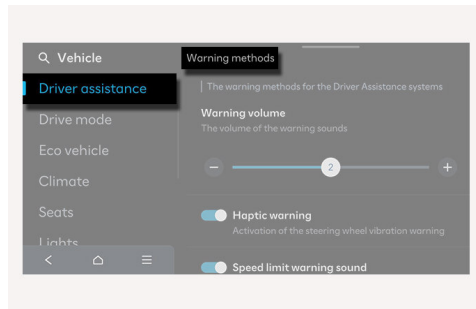 Vehicle
Warning methods
Driver assistance
The warning methods for the Driver Assistance systems
Drive mode
Warning volume
The volume of the warning sounds
Eco vehicle
2
Climate
Seats
Haptic warning
Activation of the steering wheel vibration warning
Lights
Speed limit warning sound